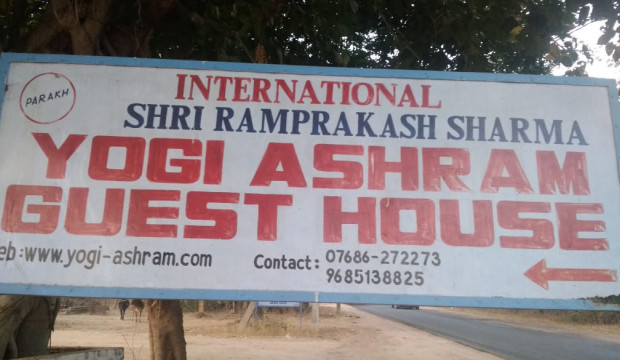 PARAKH
INTERNATIONAL
SHRI RAMPRAKASH SHARMA
YOGI ASHRAM
GUEST HOUSE
eb:www.yogi-ashram.com
Contact: 07686-272273
9685138825